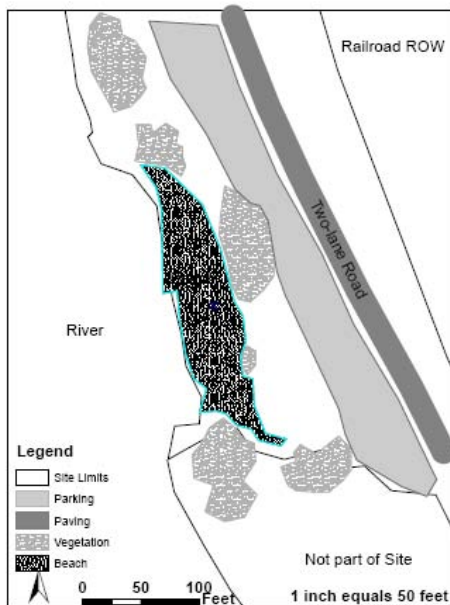 Railroad ROW
Two-lane Road
River
Legend
Site Limits
Parking
Paving
Vegetation
Beach
0 50 100
Feet
Not part of Site
1 inch equals 50 feet